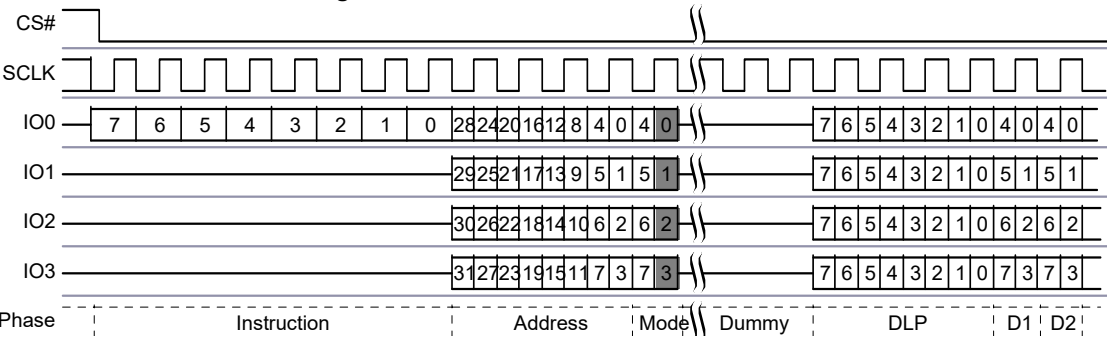 CS#
SCLK
IO0 7 6 5 4 3 2 1 0 28 24 20 16 12 8 4 0 4 0 7 6 5 4 3 2 1 0 4 0 4 0
IO1 29 25 21 17 13 9 5 1 5 1 7 6 5 4 3 2 1 0 5 1 5 1
IO2 30 26 22 18 14 10 6 2 6 2 7 6 5 4 3 2 1 0 6 2 6 2
IO3 31 27 23 19 15 11 7 3 7 3 7 6 5 4 3 2 1 0 7 3 7 3
Phase Instruction Address Mode Dummy DLP D1 D2